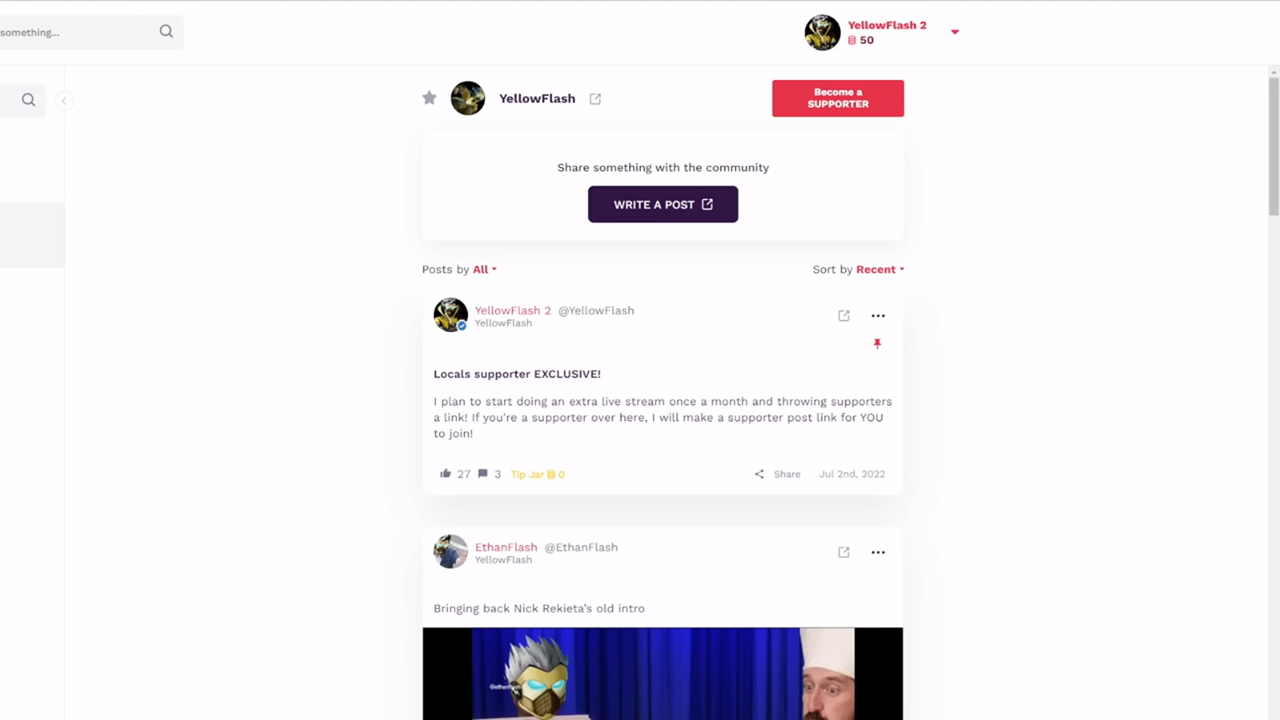 something...
YellowFlash 2
50
YellowFlash
Become a
SUPPORTER
Share something with the community
WRITE A POST
Posts by All
Sort by Recent
YellowFlash 2 @YellowFlash
YellowFlash
Locals supporter EXCLUSIVE!
I plan to start doing an extra live stream once a month and throwing supporters
a link! If you're a supporter over here, I will make a supporter post link for YOU
to join!
27 3 Tip Jar 0 Share Jul 2nd, 2022
EthanFlash @EthanFlash
YellowFlash
Bringing back Nick Rekieta's old intro